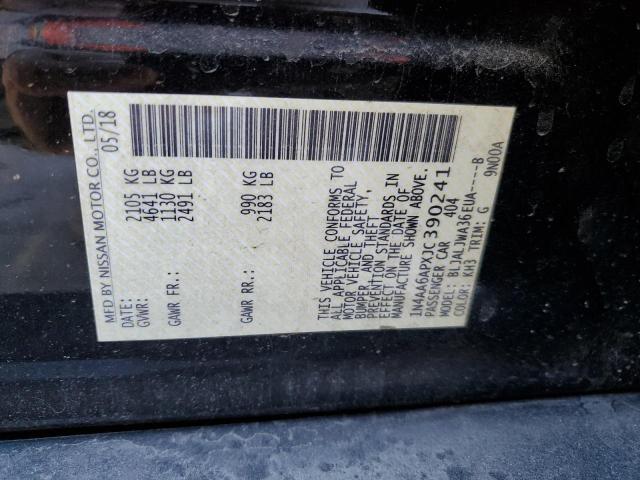 MFD BY NISSAN MOTOR CO., LTD.
DATE: 05/18
GVWR: 2105 KG
4641 LB
GAWR FR.: 1130 KG
2491 LB
GAWR RR.: 990 KG
2183 LB
THIS VEHICLE CONFORMS TO
ALL APPLICABLE FEDERAL
MOTOR VEHICLE SAFETY,
BUMPER, AND THEFT
PREVENTION STANDARDS IN
EFFECT ON THE DATE OF
MANUFACTURE SHOWN ABOVE.
1N4AA6APXJC390241
PASSENGER CAR 404
MODEL: BLJALJWA36EUA----B
COLOR: KH3 TRIM: G 9N00A